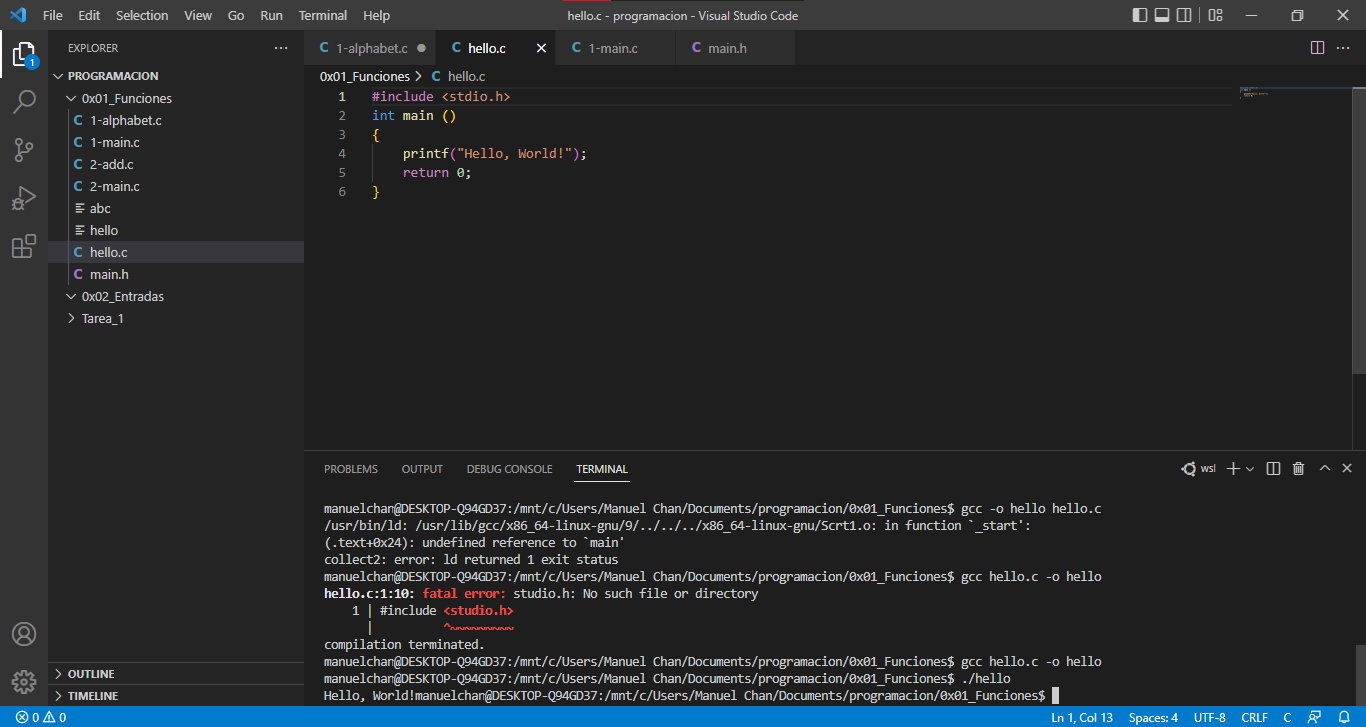 File Edit Selection View Go Run Terminal Help
hello.c - programacion - Visual Studio Code
1
EXPLORER
PROGRAMACION
0x01_Funciones
C 1-alphabet.c
C 1-main.c
C 2-add.c
C 2-main.c
abc
hello
C hello.c
C main.h
0x02_Entradas
Tarea_1
OUTLINE
TIMELINE
C 1-alphabet.c C hello.c C 1-main.c C main.h
0x01_Funciones > C hello.c
1 #include <stdio.h>
2 int main ()
3 {
4 printf("Hello, World!");
5 return 0;
6 }
PROBLEMS OUTPUT DEBUG CONSOLE TERMINAL
wsl
manuelchan@DESKTOP-Q94GD37:/mnt/c/Users/Manuel Chan/Documents/programacion/0x01_Funciones$ gcc -o hello hello.c
/usr/bin/ld: /usr/lib/gcc/x86_64-linux-gnu/9/../../../x86_64-linux-gnu/Scrt1.o: in function `_start':
(.text+0x24): undefined reference to `main'
collect2: error: ld returned 1 exit status
manuelchan@DESKTOP-Q94GD37:/mnt/c/Users/Manuel Chan/Documents/programacion/0x01_Funciones$ gcc hello.c -o hello
hello.c:1:10: fatal error: studio.h: No such file or directory
1 | #include <studio.h>
| ^~~~~~~~~~
compilation terminated.
manuelchan@DESKTOP-Q94GD37:/mnt/c/Users/Manuel Chan/Documents/programacion/0x01_Funciones$ gcc hello.c -o hello
manuelchan@DESKTOP-Q94GD37:/mnt/c/Users/Manuel Chan/Documents/programacion/0x01_Funciones$ ./hello
Hello, World!manuelchan@DESKTOP-Q94GD37:/mnt/c/Users/Manuel Chan/Documents/programacion/0x01_Funciones$
0 0
Ln 1, Col 13 Spaces: 4 UTF-8 CRLF C